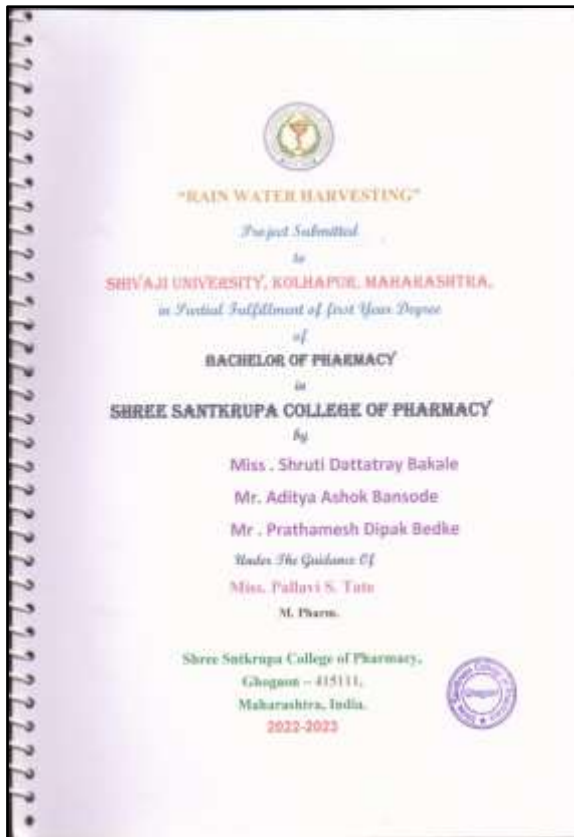 "RAIN WATER HARVESTING"
Project Submitted
to
SHIVAJI UNIVERSITY, KOLHAPUR, MAHARASHTRA,
in Partial Fulfillment of first Year Degree
of
BACHELOR OF PHARMACY
in
SHREE SANTKRUPA COLLEGE OF PHARMACY
by
Miss . Shruti Dattatray Bakale
Mr. Aditya Ashok Bansode
Mr . Prathamesh Dipak Bedke
Under The Guidance Of
Miss. Pallavi S. Tate
M. Pharm.
Shree Sntkrupa College of Pharmacy,
Ghogaon – 415111,
Maharashtra, India.
2022-2023